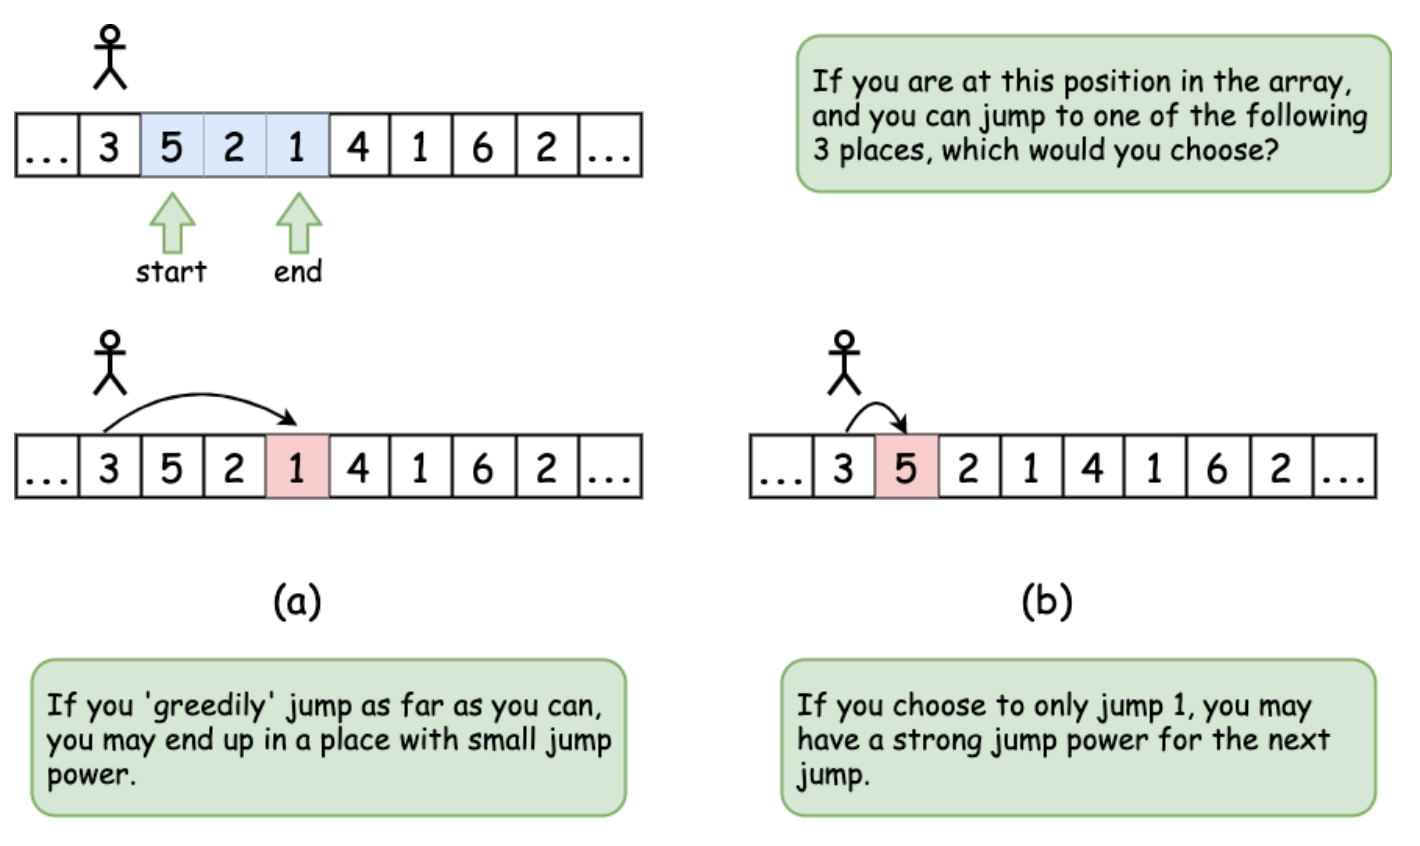 If you are at this position in the array,
and you can jump to one of the following
3 places, which would you choose?
... 3 5 2 1 4 1 6 2 ...
start end
... 3 5 2 1 4 1 6 2 ...
... 3 5 2 1 4 1 6 2 ...
(a)
(b)
If you 'greedily' jump as far as you can,
you may end up in a place with small jump
power.
If you choose to only jump 1, you may
have a strong jump power for the next
jump.